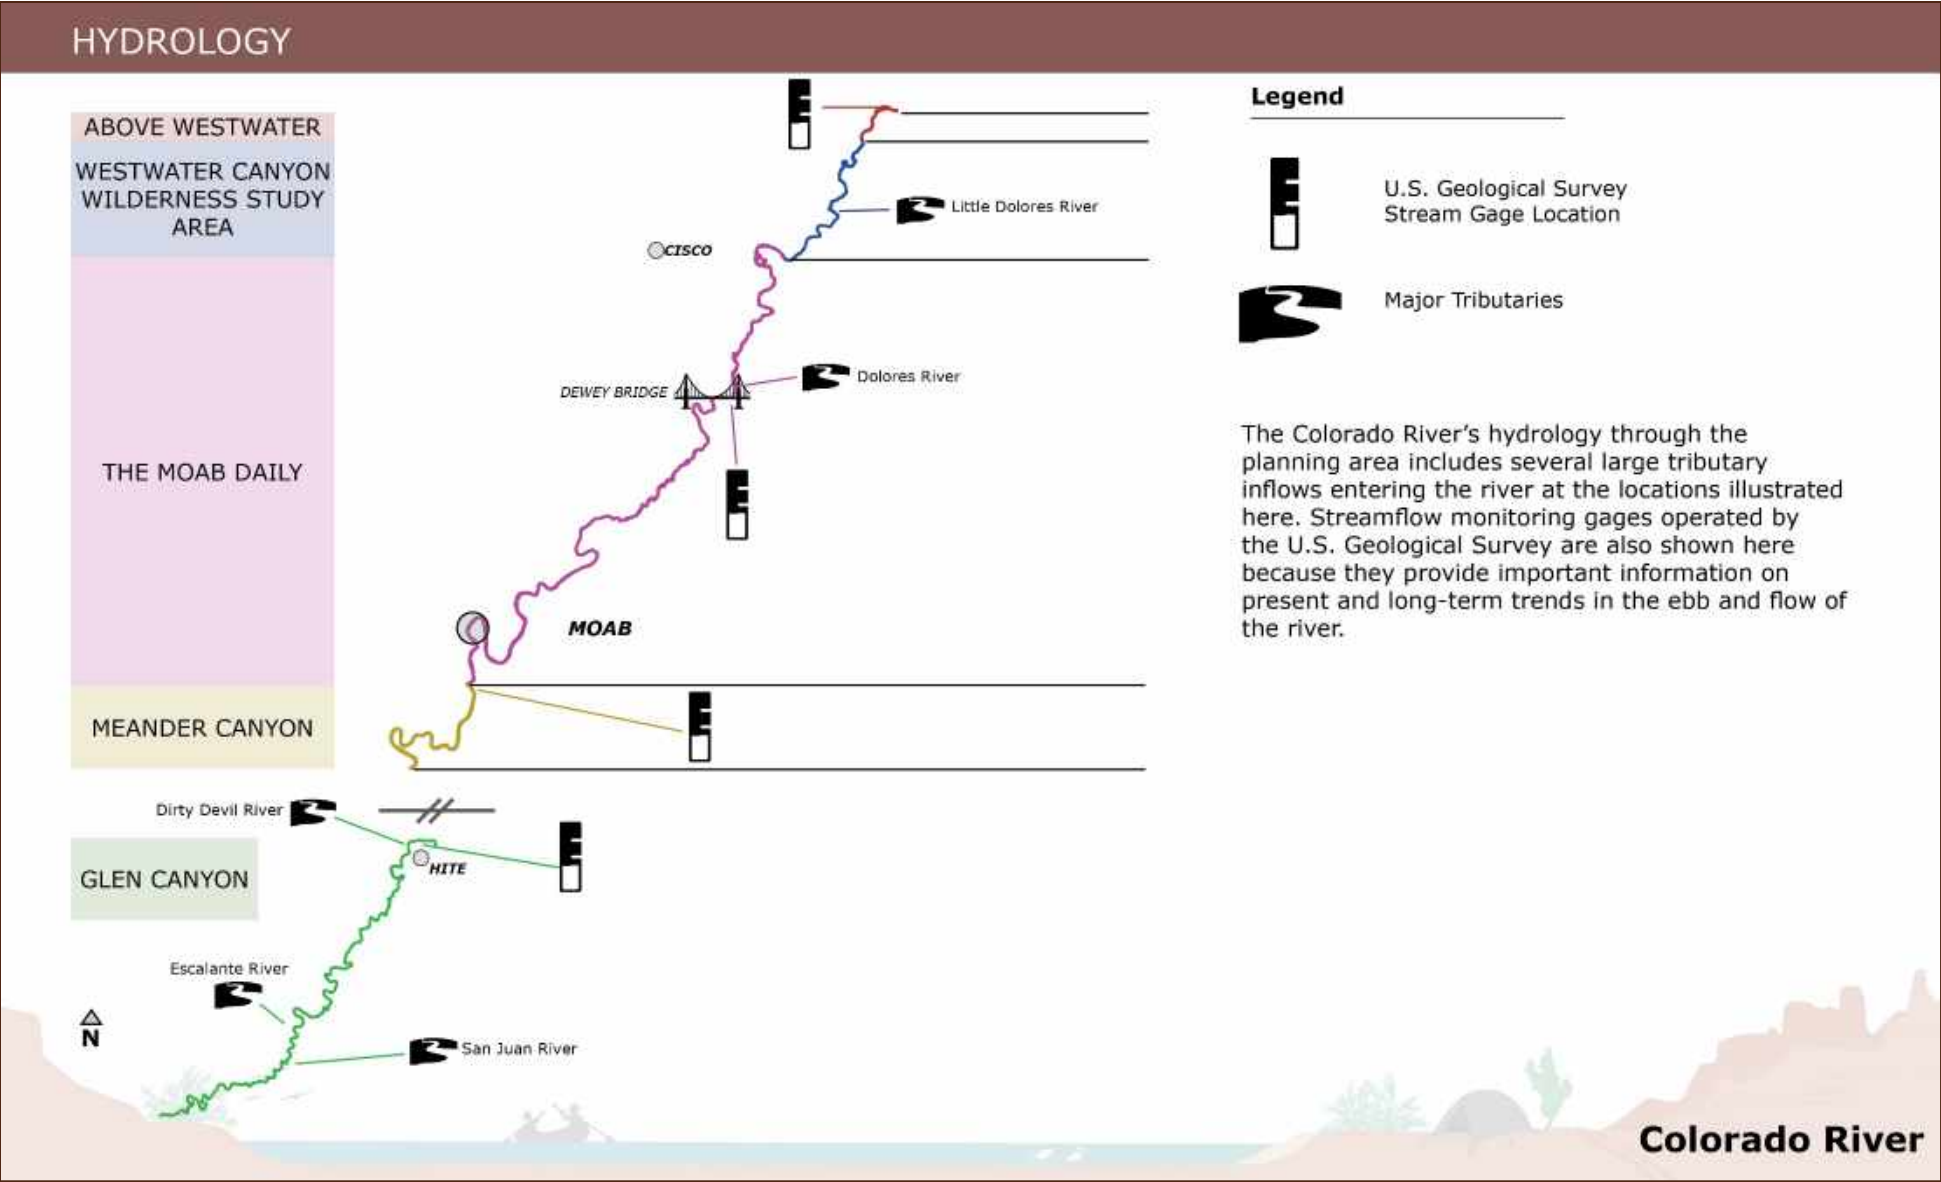 HYDROLOGY
ABOVE WESTWATER
WESTWATER CANYON
WILDERNESS STUDY
AREA
THE MOAB DAILY
MEANDER CANYON
GLEN CANYON
Little Dolores River
CISCO
Dolores River
DEWEY BRIDGE
MOAB
Dirty Devil River
HITE
Escalante River
San Juan River
N
Legend
U.S. Geological Survey
Stream Gage Location
Major Tributaries
The Colorado River’s hydrology through the
planning area includes several large tributary
inflows entering the river at the locations illustrated
here. Streamflow monitoring gages operated by
the U.S. Geological Survey are also shown here
because they provide important information on
present and long-term trends in the ebb and flow of
the river.
Colorado River